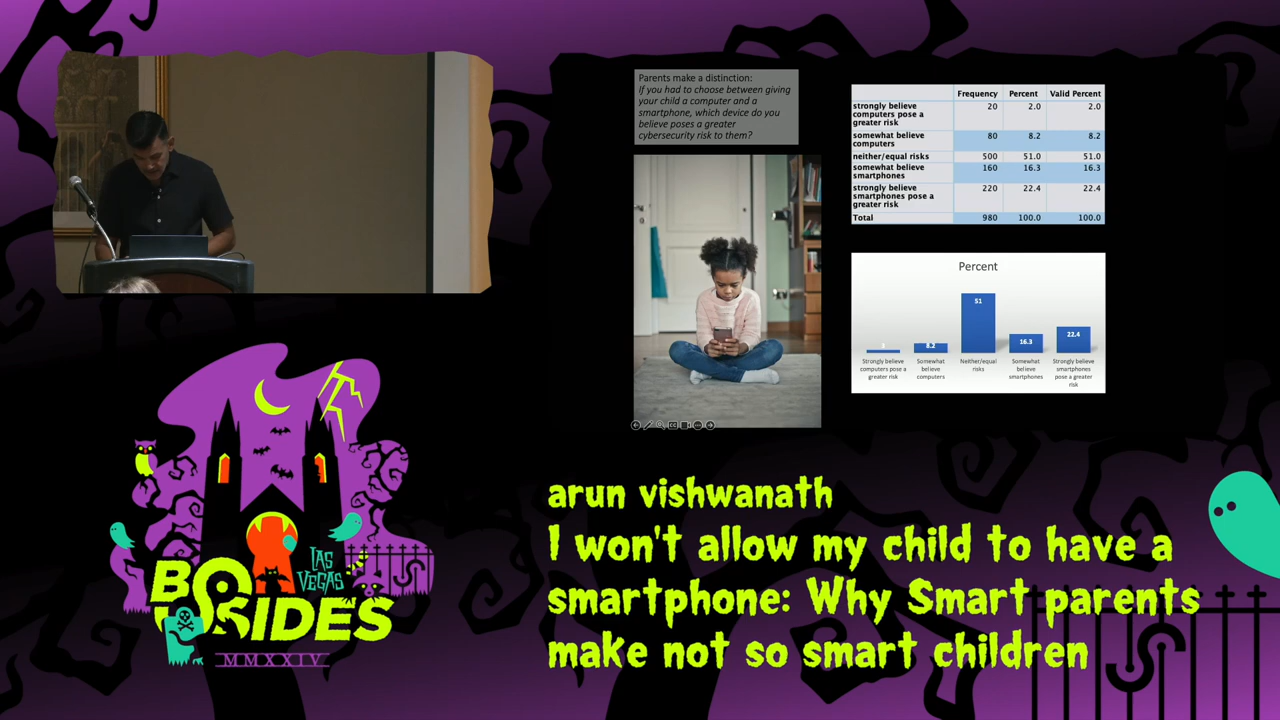 Parents make a distinction:
If you had to choose between giving
your child a computer and a
smartphone, which device do you
believe poses a greater
cybersecurity risk to them?
Frequency Percent Valid Percent
strongly believe
computers pose a
greater risk 20 2.0 2.0
somewhat believe
computers 80 8.2 8.2
neither/equal risks 500 51.0 51.0
somewhat believe
smartphones 160 16.3 16.3
strongly believe
smartphones pose a
greater risk 220 22.4 22.4
Total 980 100.0 100.0
Percent
2 8.2 51 16.3 22.4
Strongly believe
computers pose a
greater risk
Somewhat
believe
computers
Neither/equal
risks
Somewhat
believe
smartphones
Strongly believe
smartphones
pose a greater
risk
LAS
VEGAS
BSIDES
MMXXIV
arun vishwanath
I won't allow my child to have a
smartphone: Why Smart parents
make not so smart children